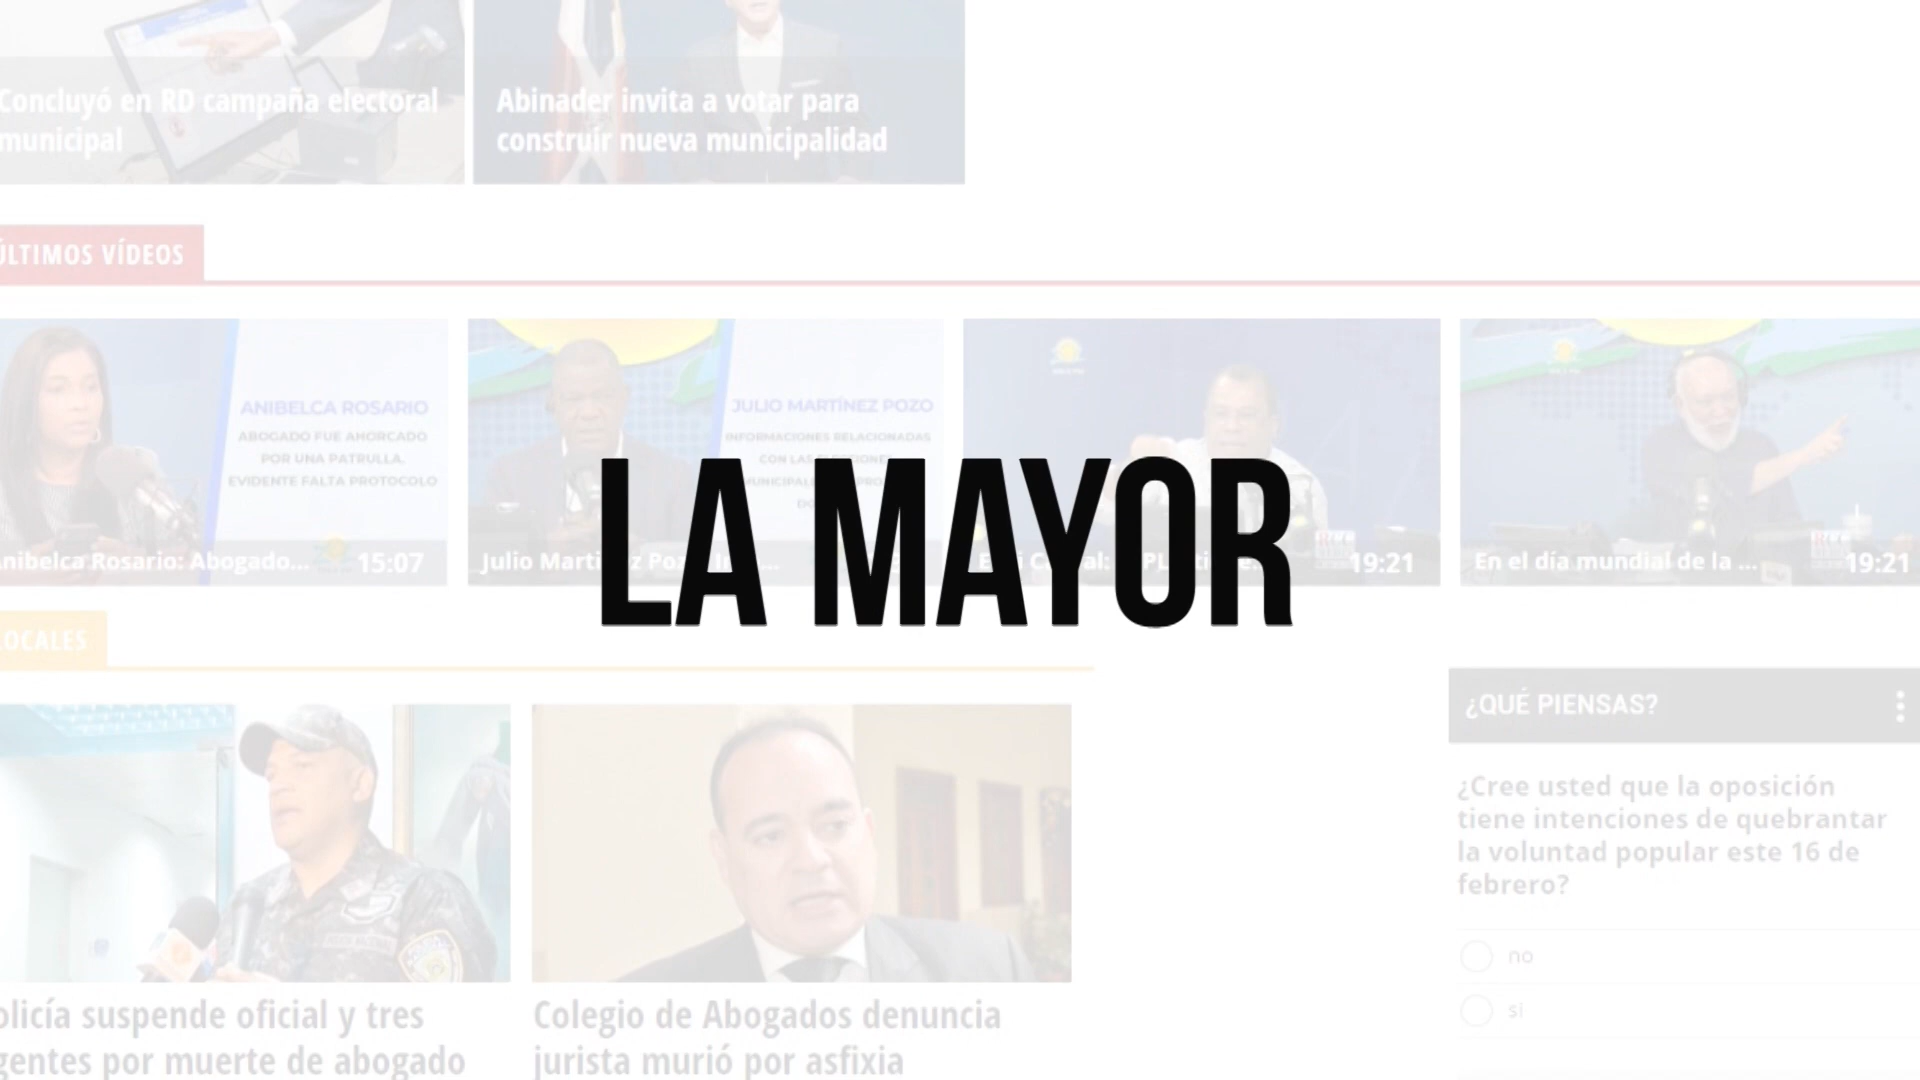 Concluyó en RD campaña electoral
municipal
Abinader invita a votar para
construir nueva municipalidad
ÚLTIMOS VÍDEOS
ANIBELCA ROSARIO
ABOGADO FUE AHORCADO
POR UNA PATRULLA.
EVIDENTE FALTA PROTOCOLO
nibelca Rosario: Abogado...
15:07
JULIO MARTÍNEZ POZO
INFORMACIONES RELACIONADAS
CON LAS
Julio
19:21
En el día mundial de la ...
19:21
LA MAYOR
LOCALES
olicía suspende oficial y tres
gentes por muerte de abogado
Colegio de Abogados denuncia
jurista murió por asfixia
¿QUÉ PIENSAS?
¿Cree usted que la oposición
tiene intenciones de quebrantar
la voluntad popular este 16 de
febrero?
no
si